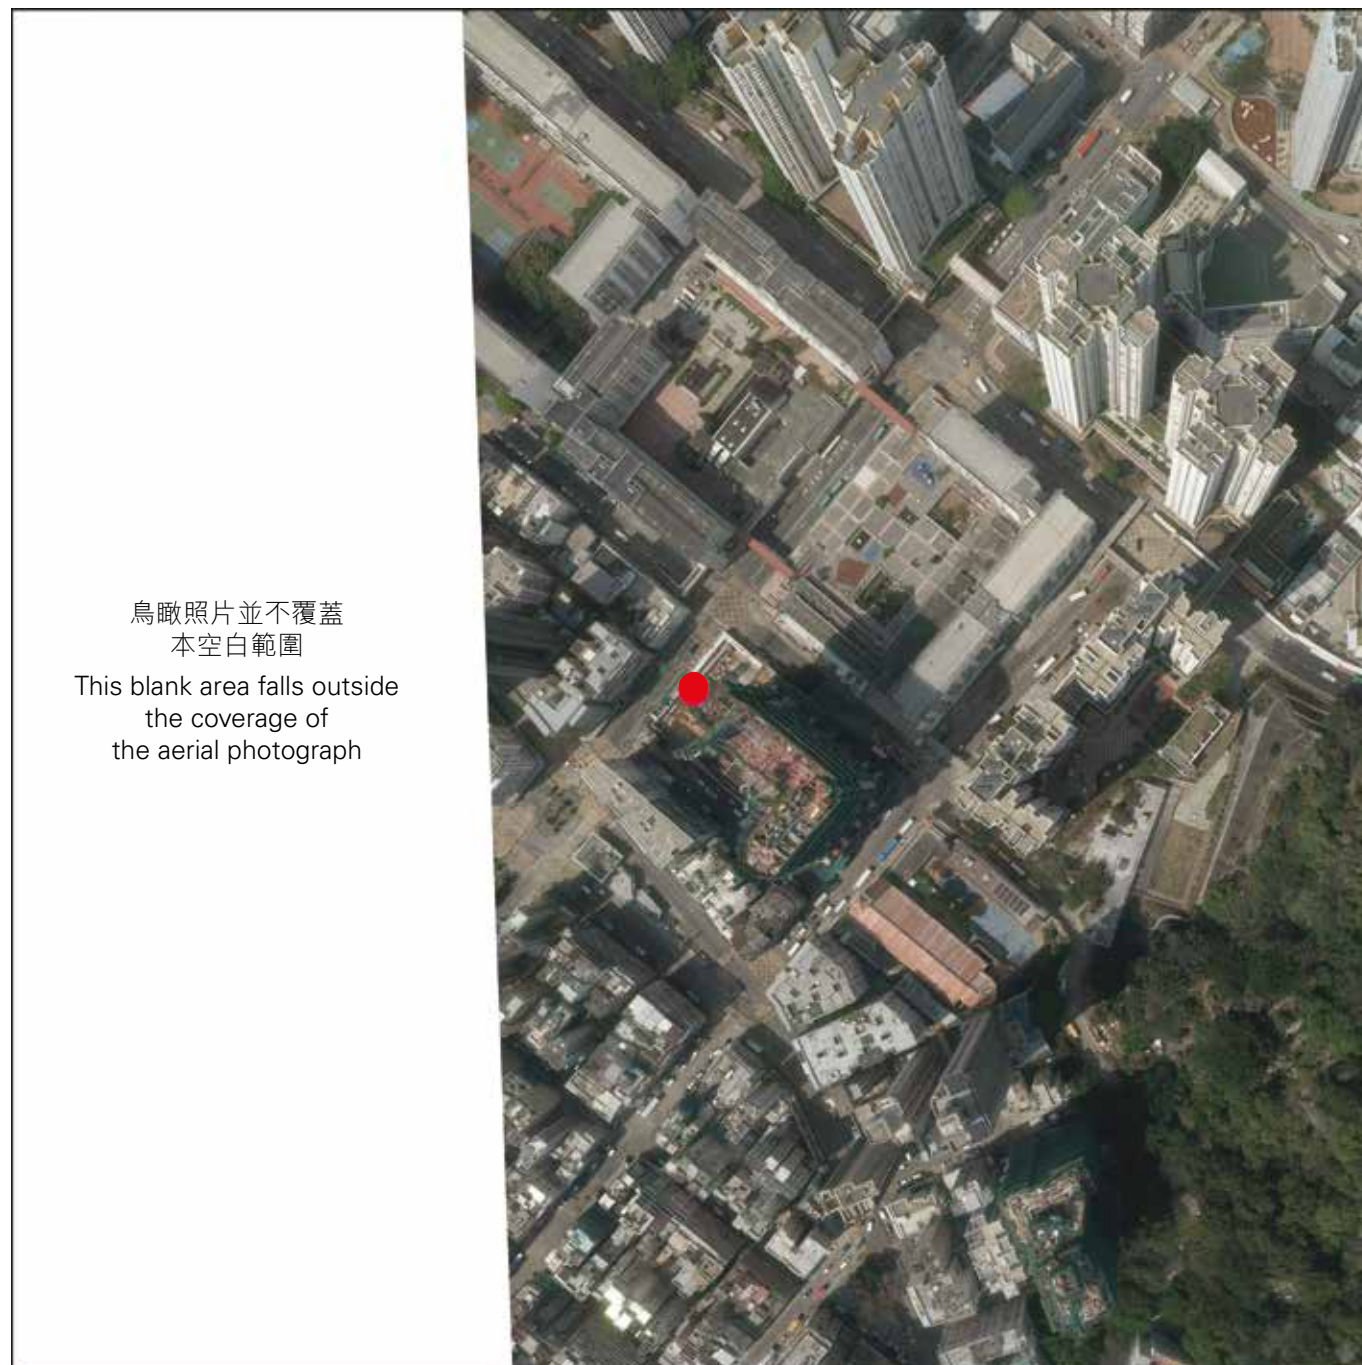 鳥瞰照片並不覆蓋
本空白範圍
This blank area falls outside
the coverage of
the aerial photograph